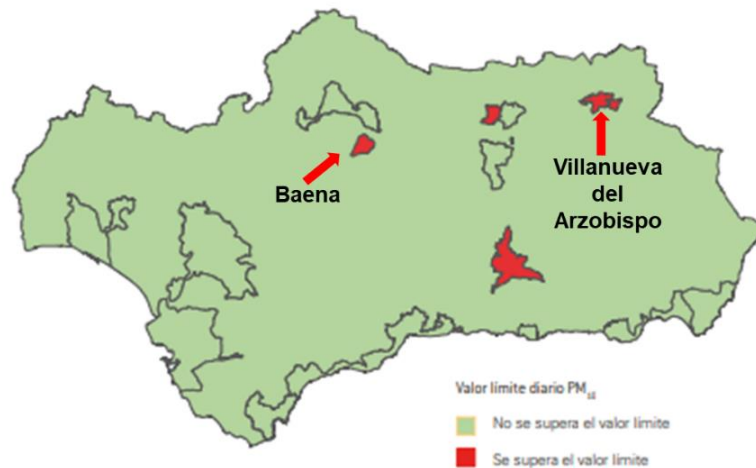 Baena
Villanueva
del
Arzobispo
Valor límite diario PM₁₀
No se supera el valor límite
Se supera el valor límite